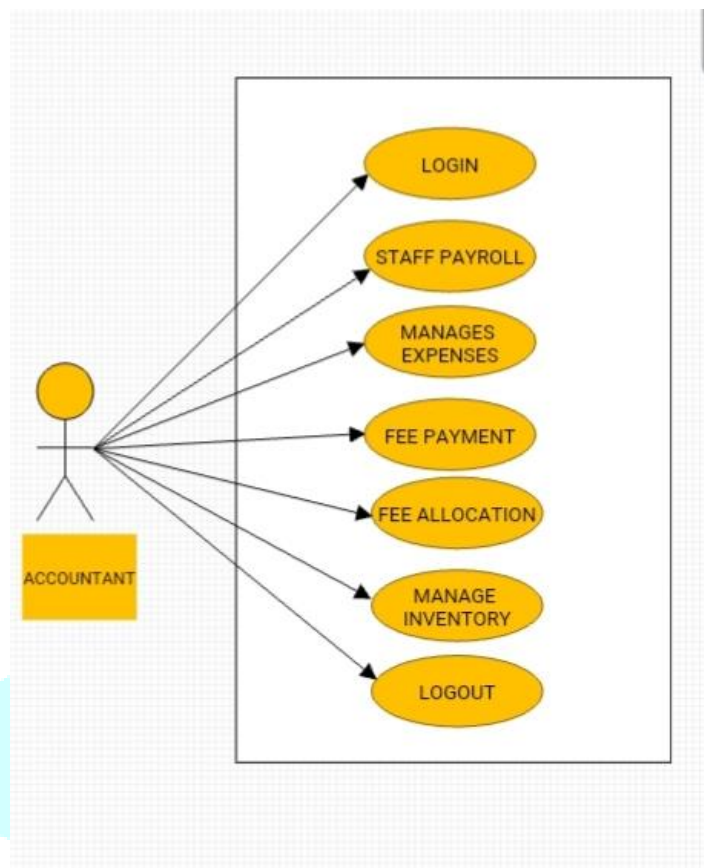 LOGIN
STAFF PAYROLL
MANAGES
EXPENSES
FEE PAYMENT
FEE ALLOCATION
MANAGE
INVENTORY
LOGOUT
ACCOUNTANT